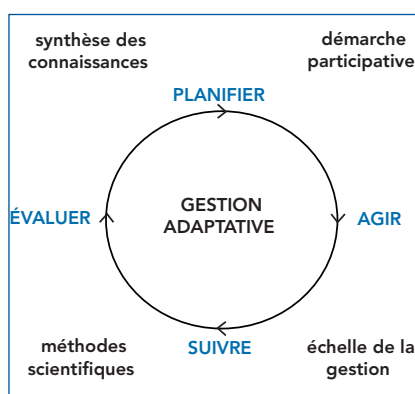 synthèse des
connaissances
démarche
participative
PLANIFIER
GESTION
ADAPTATIVE
ÉVALUER
AGIR
méthodes
scientifiques
SUIVRE
échelle de la
gestion